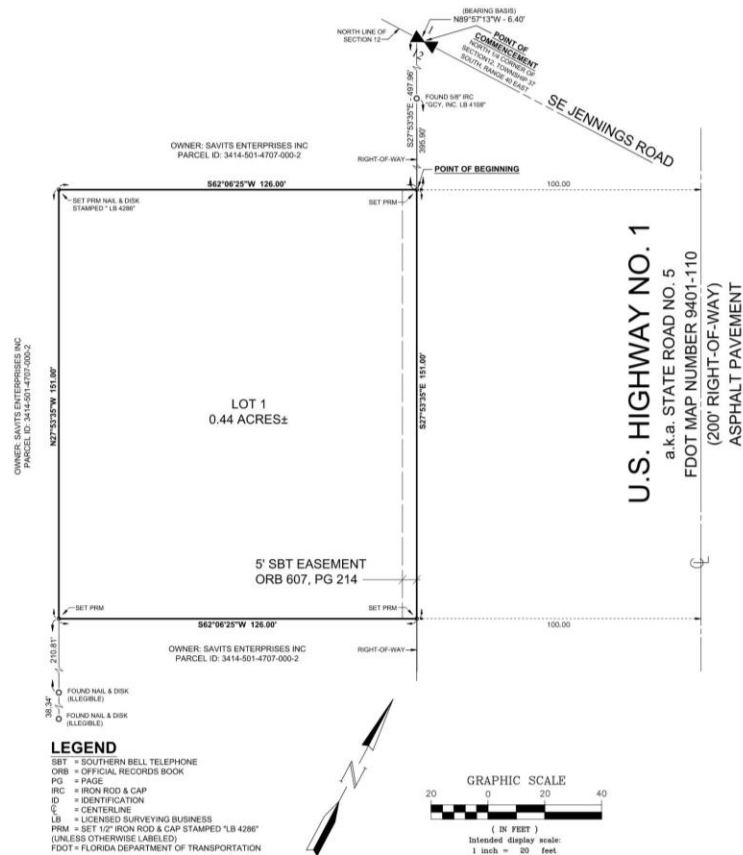 (BEARING BASIS)
N89°57'13"W - 6.40'
NORTH LINE OF
SECTION 12
1
12
POINT OF
COMMENCEMENT
NORTH 1/4 CORNER OF
SECTION12, TOWNSHIP 37
SOUTH, RANGE 40 EAST
SE JENNINGS ROAD
S27°53'35"E - 497.96'
395.90'
FOUND 5/8" IRC
"GCY, INC. LB 4108"
OWNER: SAVITS ENTERPRISES INC
PARCEL ID: 3414-501-4707-000-2
RIGHT-OF-WAY
POINT OF BEGINNING
S62°06'25"W 126.00'
100.00
SET PRM NAIL & DISK
STAMPED " LB 4286"
SET PRM
OWNER: SAVITS ENTERPRISES INC
PARCEL ID: 3414-501-4707-000-2
N27°53'35"W 151.00'
LOT 1
0.44 ACRES±
S27°53'35"E 151.00'
U.S. HIGHWAY NO. 1
a.k.a. STATE ROAD NO. 5
FDOT MAP NUMBER 9401-110
(200' RIGHT-OF-WAY)
ASPHALT PAVEMENT
5' SBT EASEMENT
ORB 607, PG 214
SET PRM
SET PRM
S62°06'25"W 126.00'
100.00
OWNER: SAVITS ENTERPRISES INC
PARCEL ID: 3414-501-4707-000-2
RIGHT-OF-WAY
210.81'
FOUND NAIL & DISK
(ILLEGIBLE)
38.34'
FOUND NAIL & DISK
(ILLEGIBLE)
LEGEND
SBT = SOUTHERN BELL TELEPHONE
ORB = OFFICIAL RECORDS BOOK
PG = PAGE
IRC = IRON ROD & CAP
ID = IDENTIFICATION
℄ = CENTERLINE
LB = LICENSED SURVEYING BUSINESS
PRM = SET 1/2" IRON ROD & CAP STAMPED "LB 4286"
(UNLESS OTHERWISE LABELED)
FDOT = FLORIDA DEPARTMENT OF TRANSPORTATION
N
GRAPHIC SCALE
20 0 20 40
( IN FEET )
Intended display scale:
1 inch = 20 feet
℄